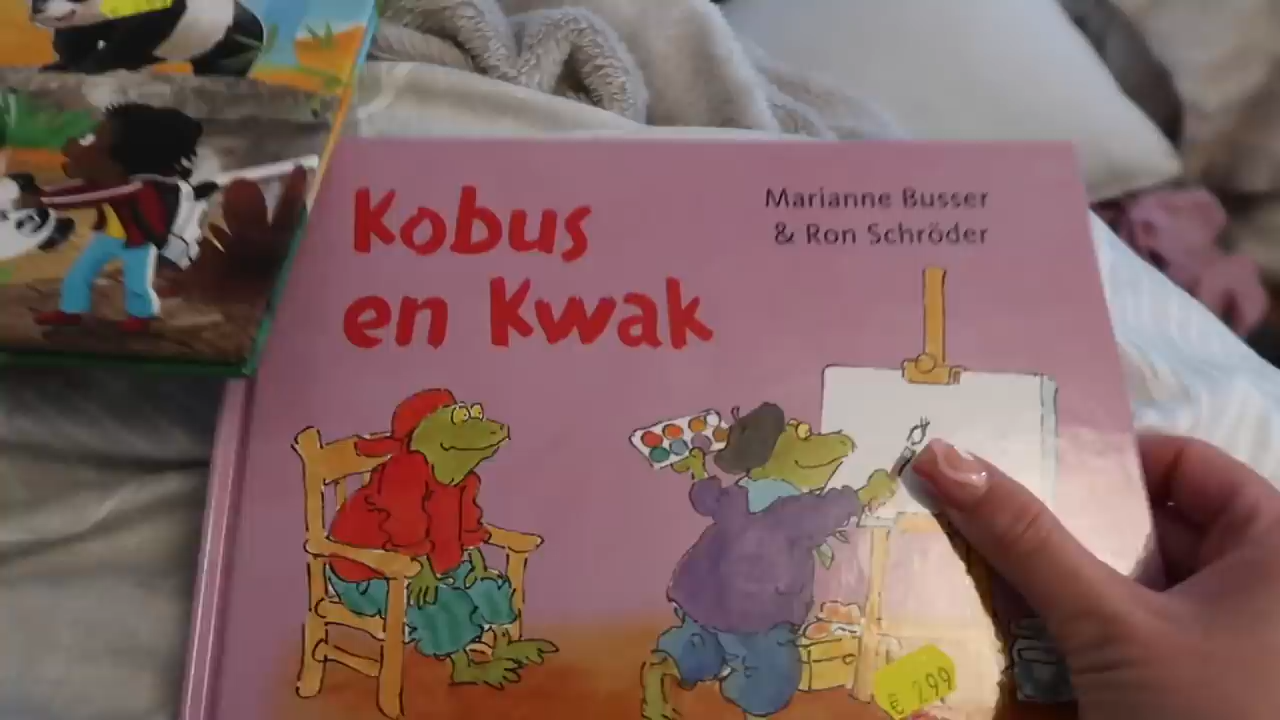 Kobus
en Kwak
Marianne Busser
& Ron Schröder
€ 2.99